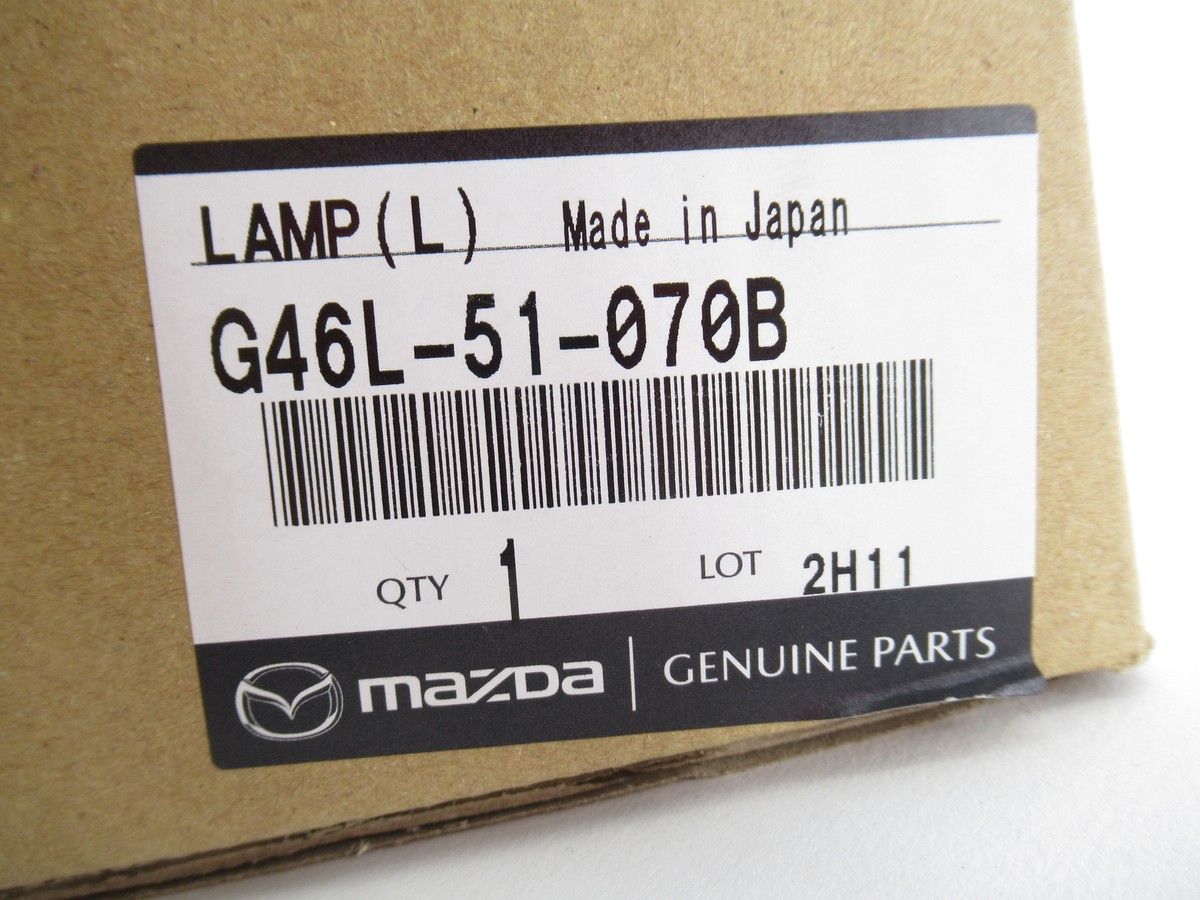 LAMP(L) Made in Japan
G46L-51-070B
QTY 1 LOT 2H11
mazda GENUINE PARTS